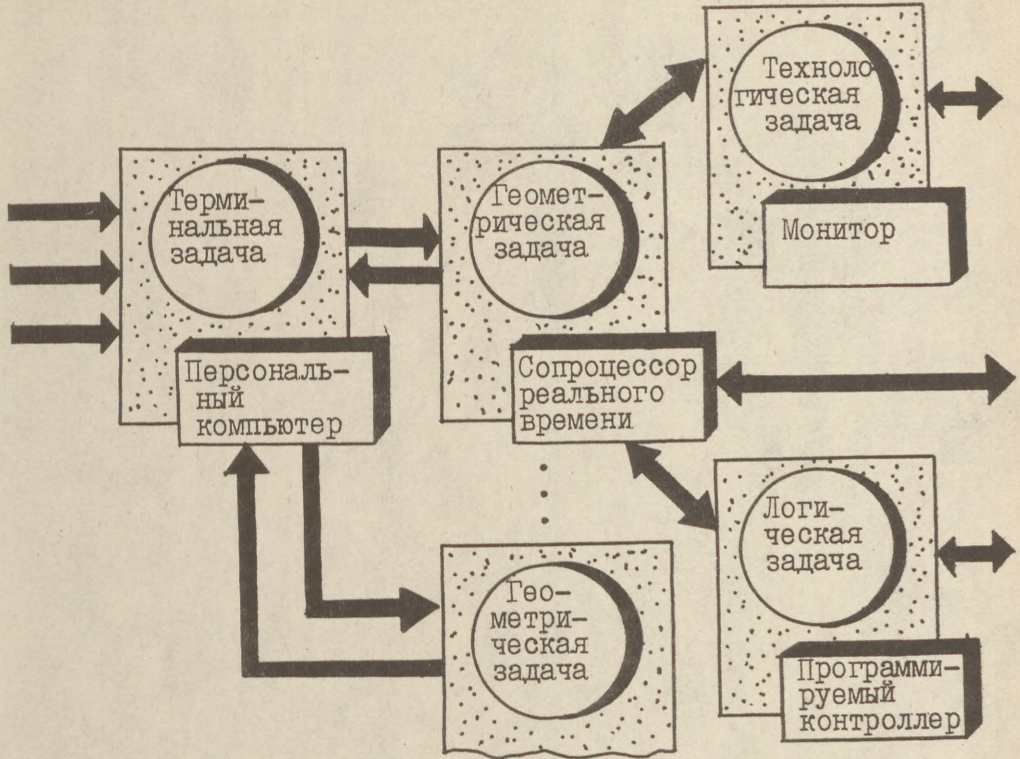 Терми-
нальная
задача
Персональ-
ный
компьютер
Геомет-
рическая
задача
Сопроцессор
реального
времени
Техноло-
гическая
задача
Монитор
Логи-
ческая
задача
Программи-
руемый
контроллер
Гео-
метри-
ческая
задача